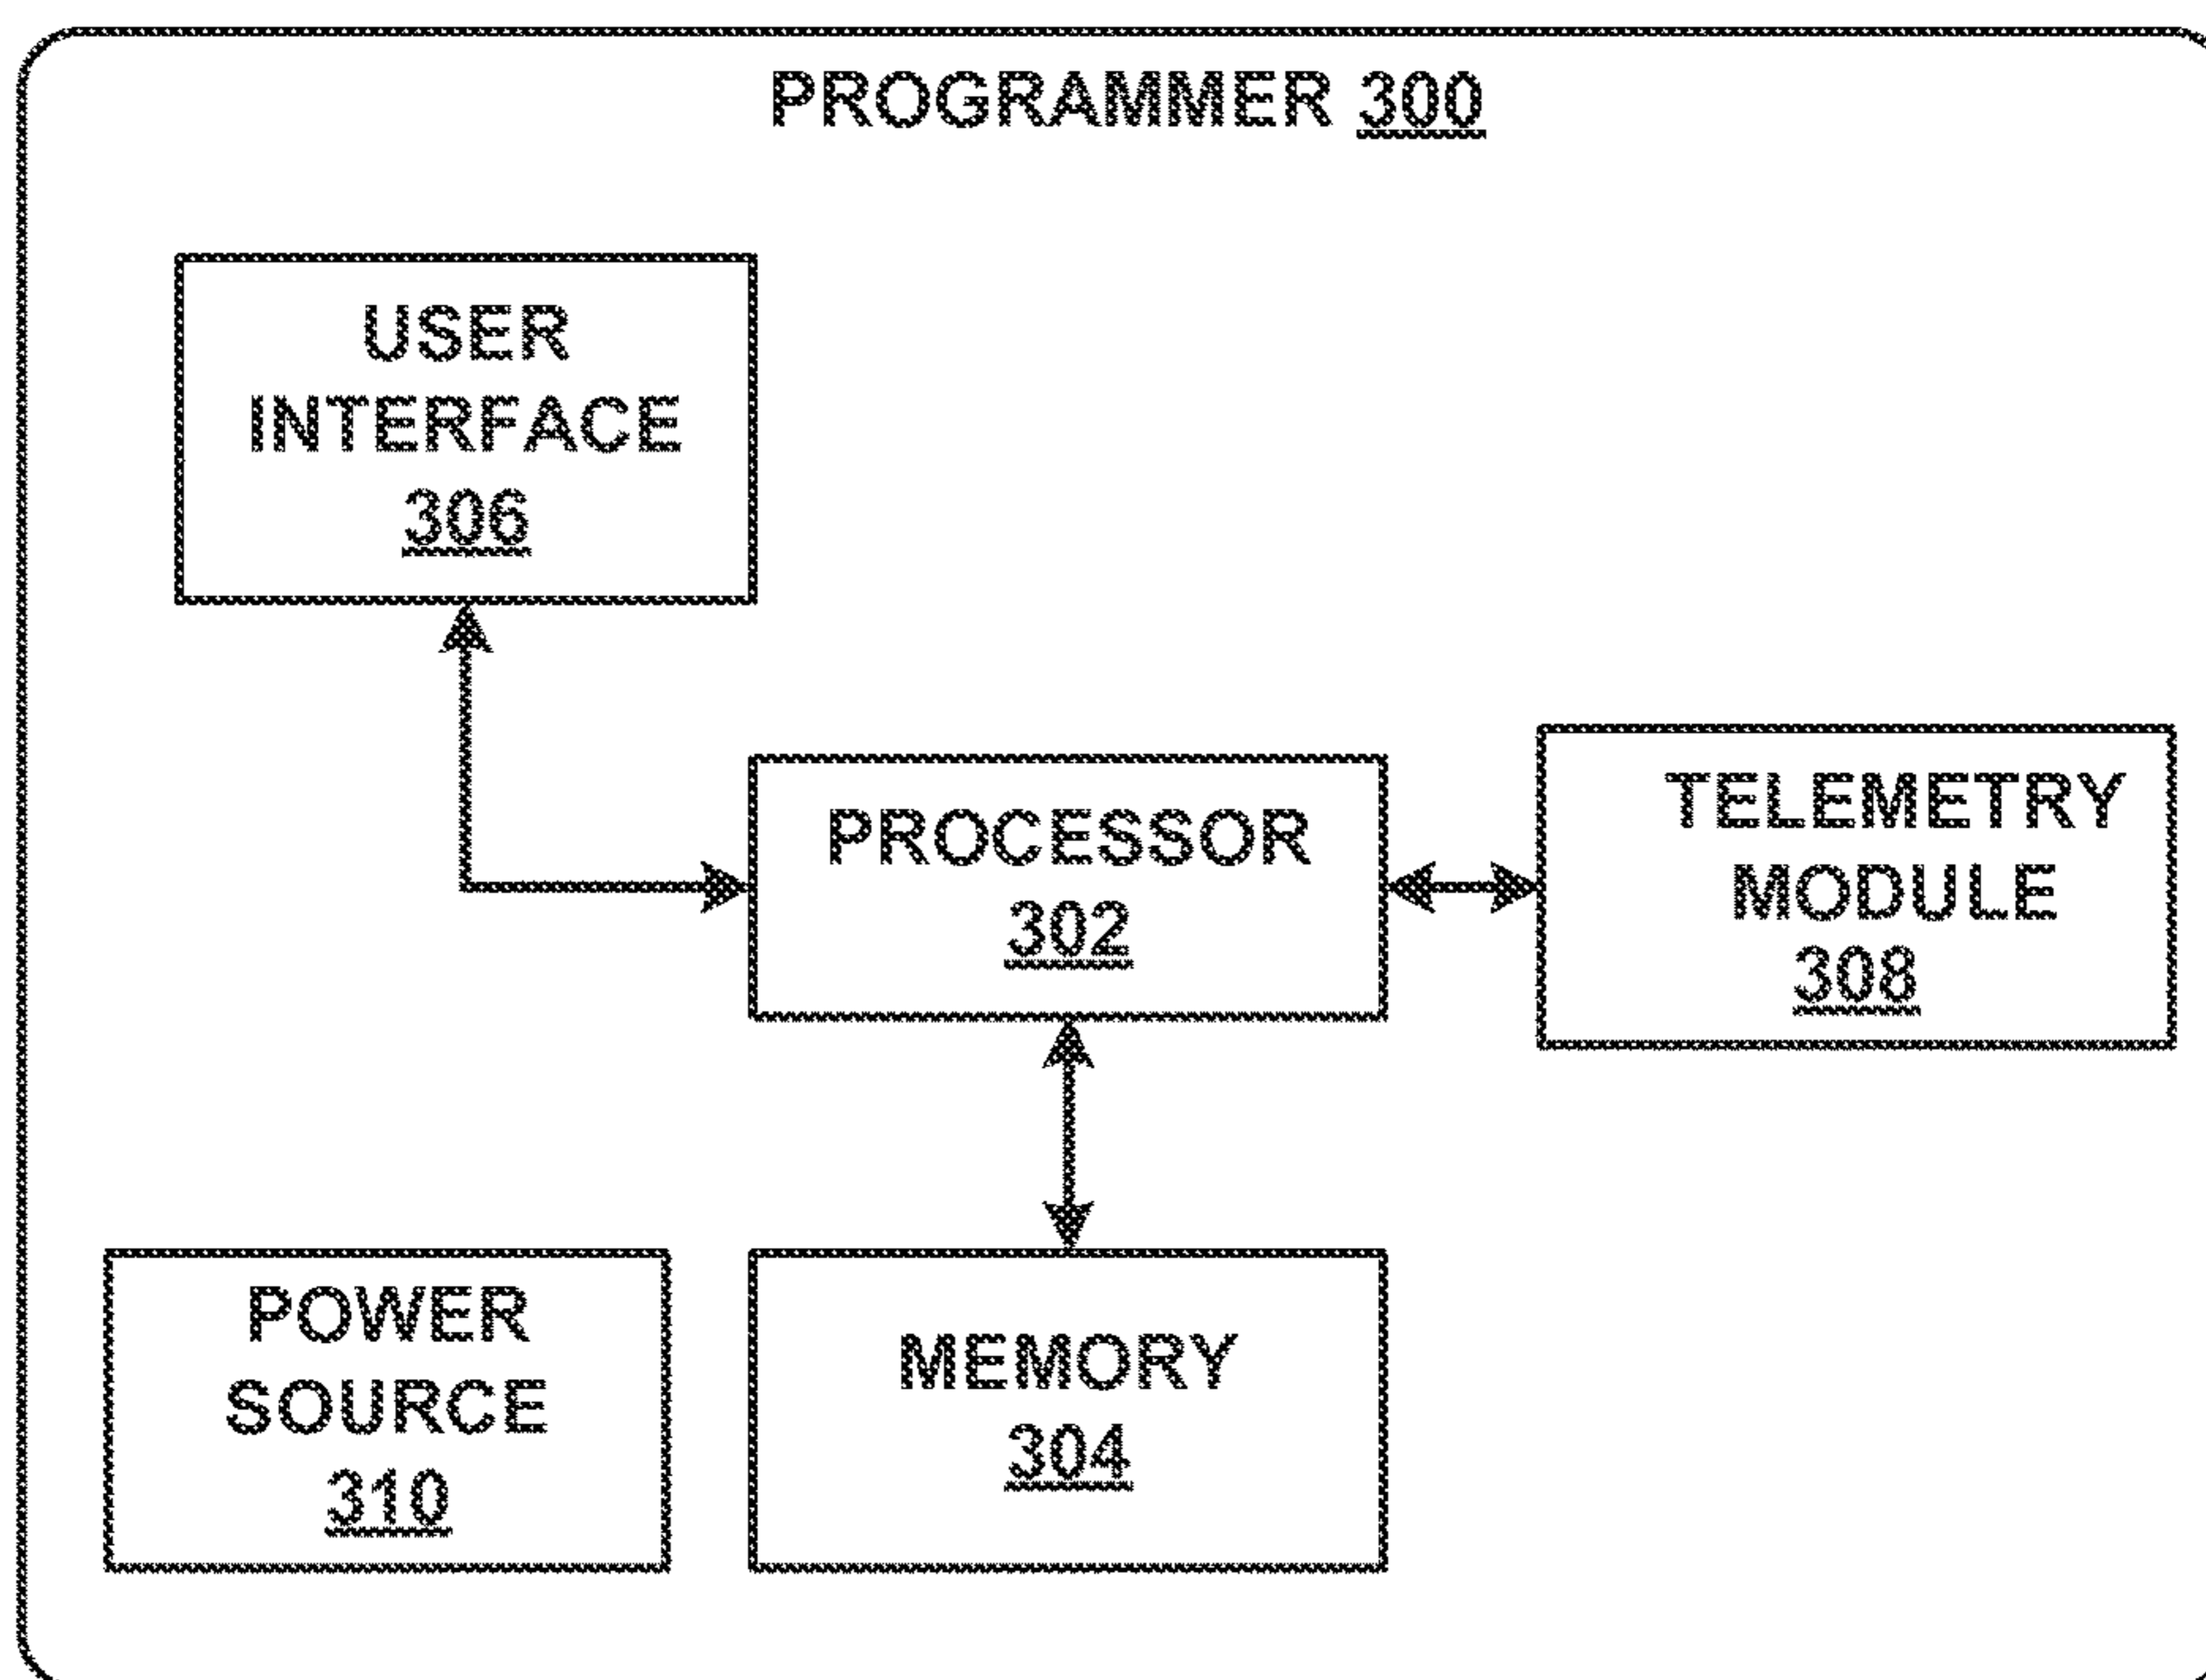 PROGRAMMER 300
USER
INTERFACE
306
PROCESSOR
302
TELEMETRY
MODULE
308
POWER
SOURCE
310
MEMORY
304